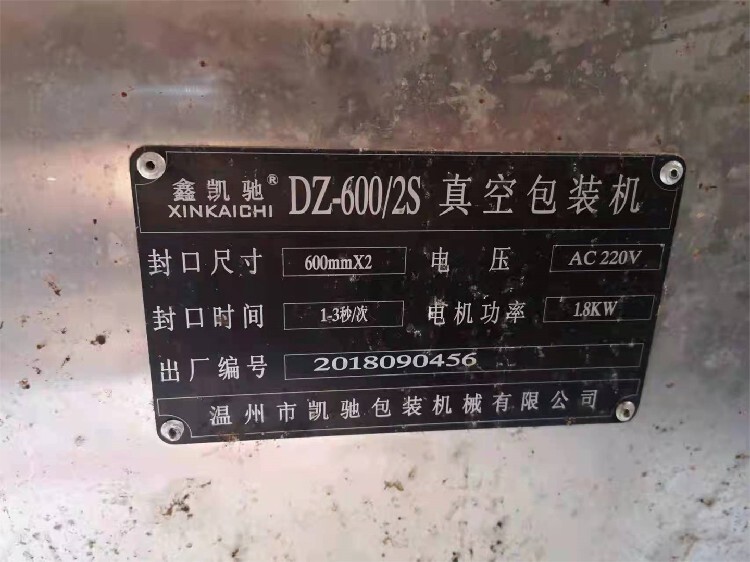 鑫凯驰® DZ-600/2S 真空包装机
XINKAICHI
封口尺寸 600mmX2 电压 AC 220V
封口时间 1-3秒/次 电机功率 1.8KW
出厂编号 2018090456
温州市凯驰包装机械有限公司